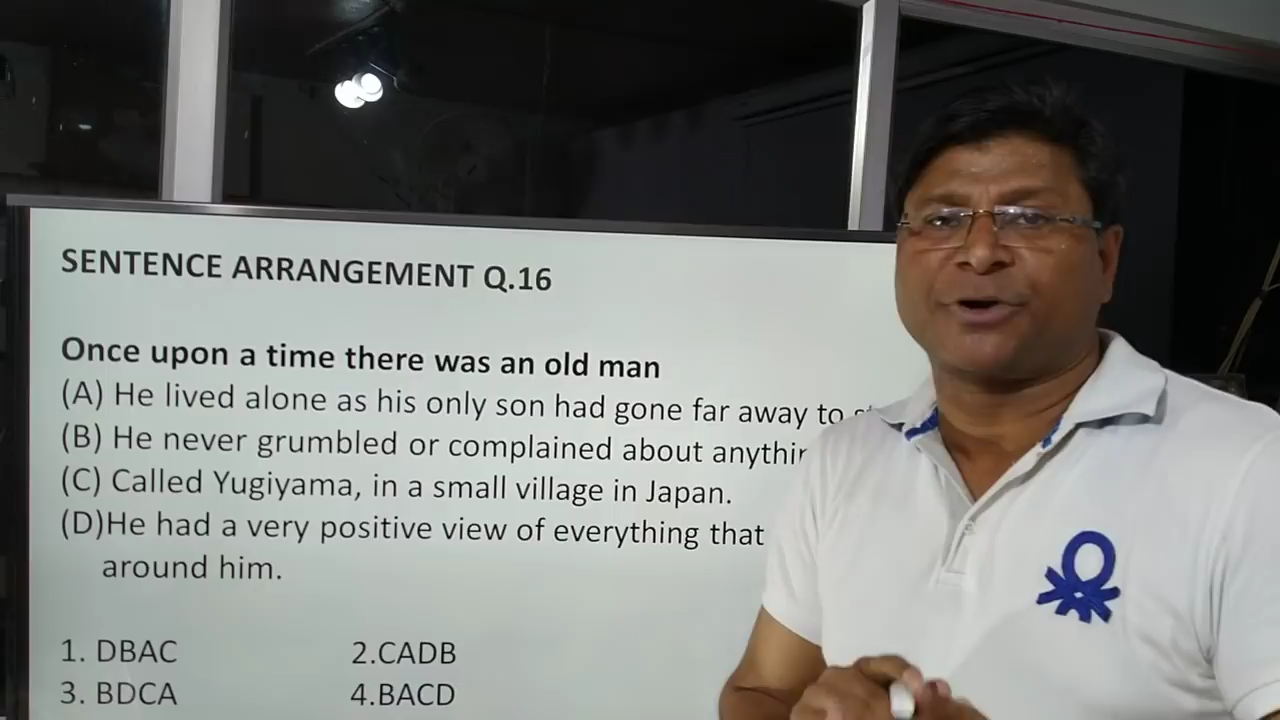 SENTENCE ARRANGEMENT Q.16
Once upon a time there was an old man
(A) He lived alone as his only son had gone far away to
(B) He never grumbled or complained about
(C) Called Yugiyama, in a small village in Japan.
(D)He had a very positive view of everything that
around him.
1. DBAC 2.CADB
3. BDCA 4.BACD